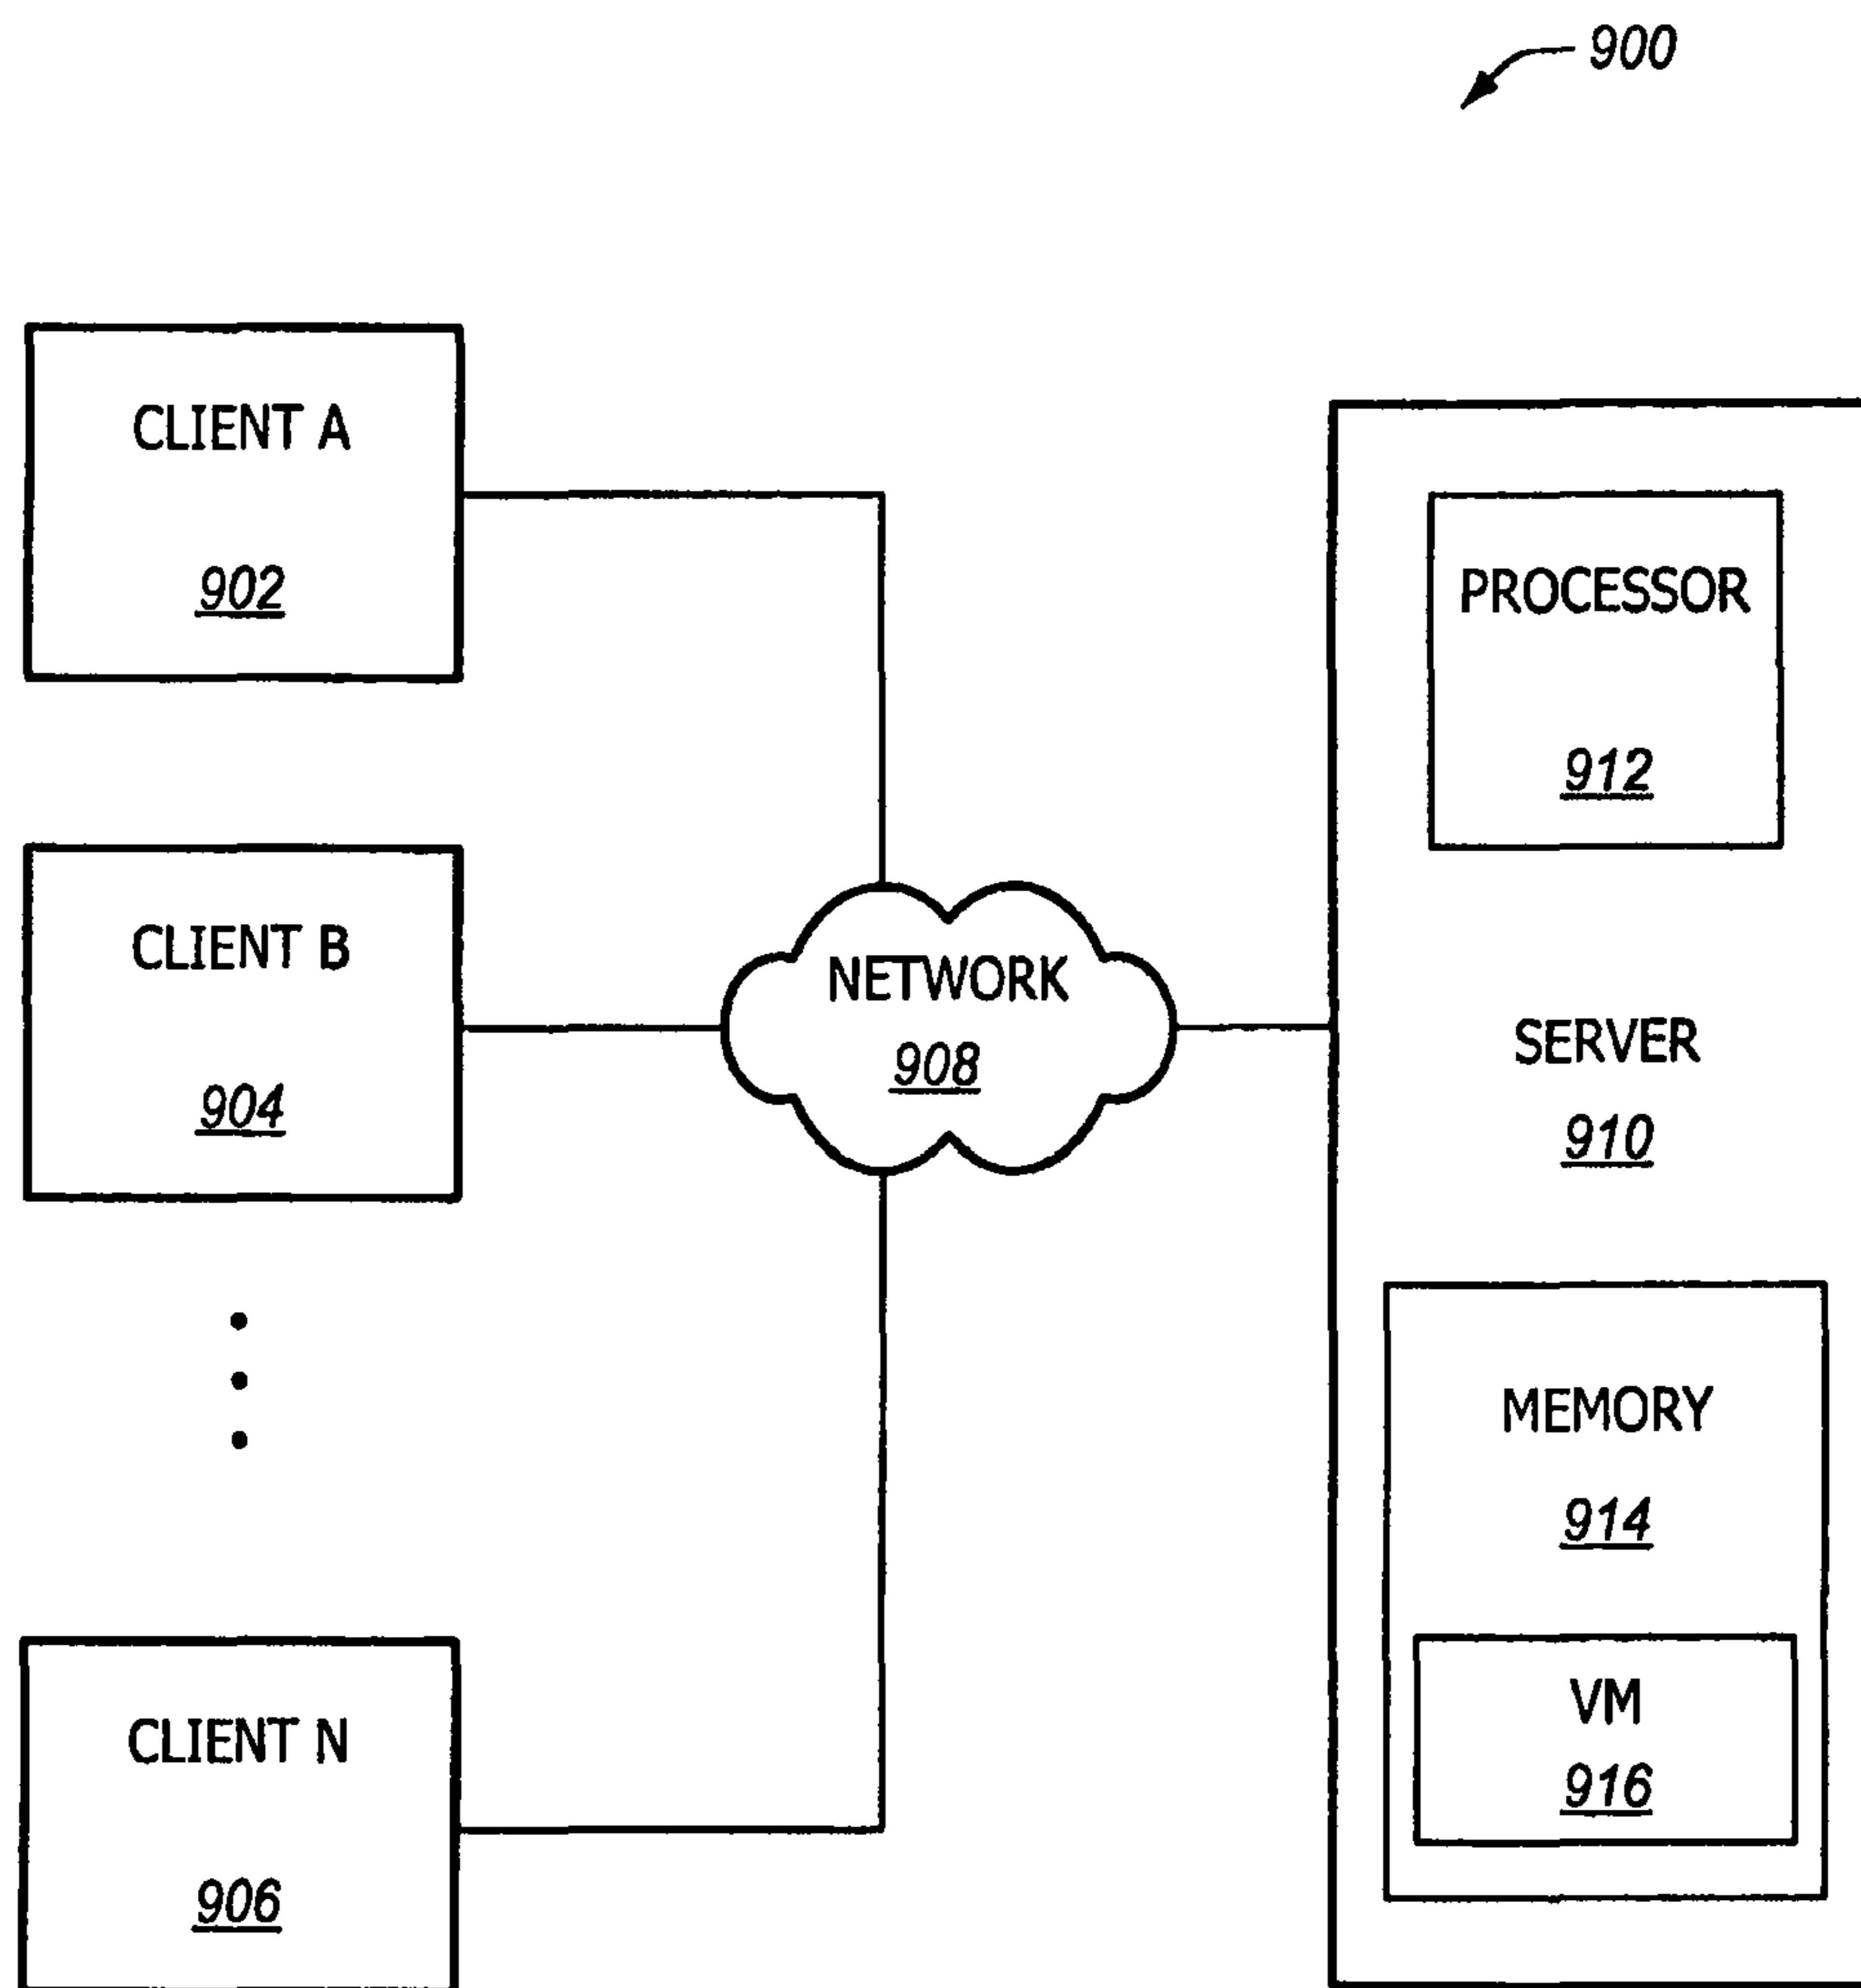 900
CLIENT A
902
CLIENT B
904
CLIENT N
906
NETWORK
908
PROCESSOR
912
SERVER
910
MEMORY
914
VM
916